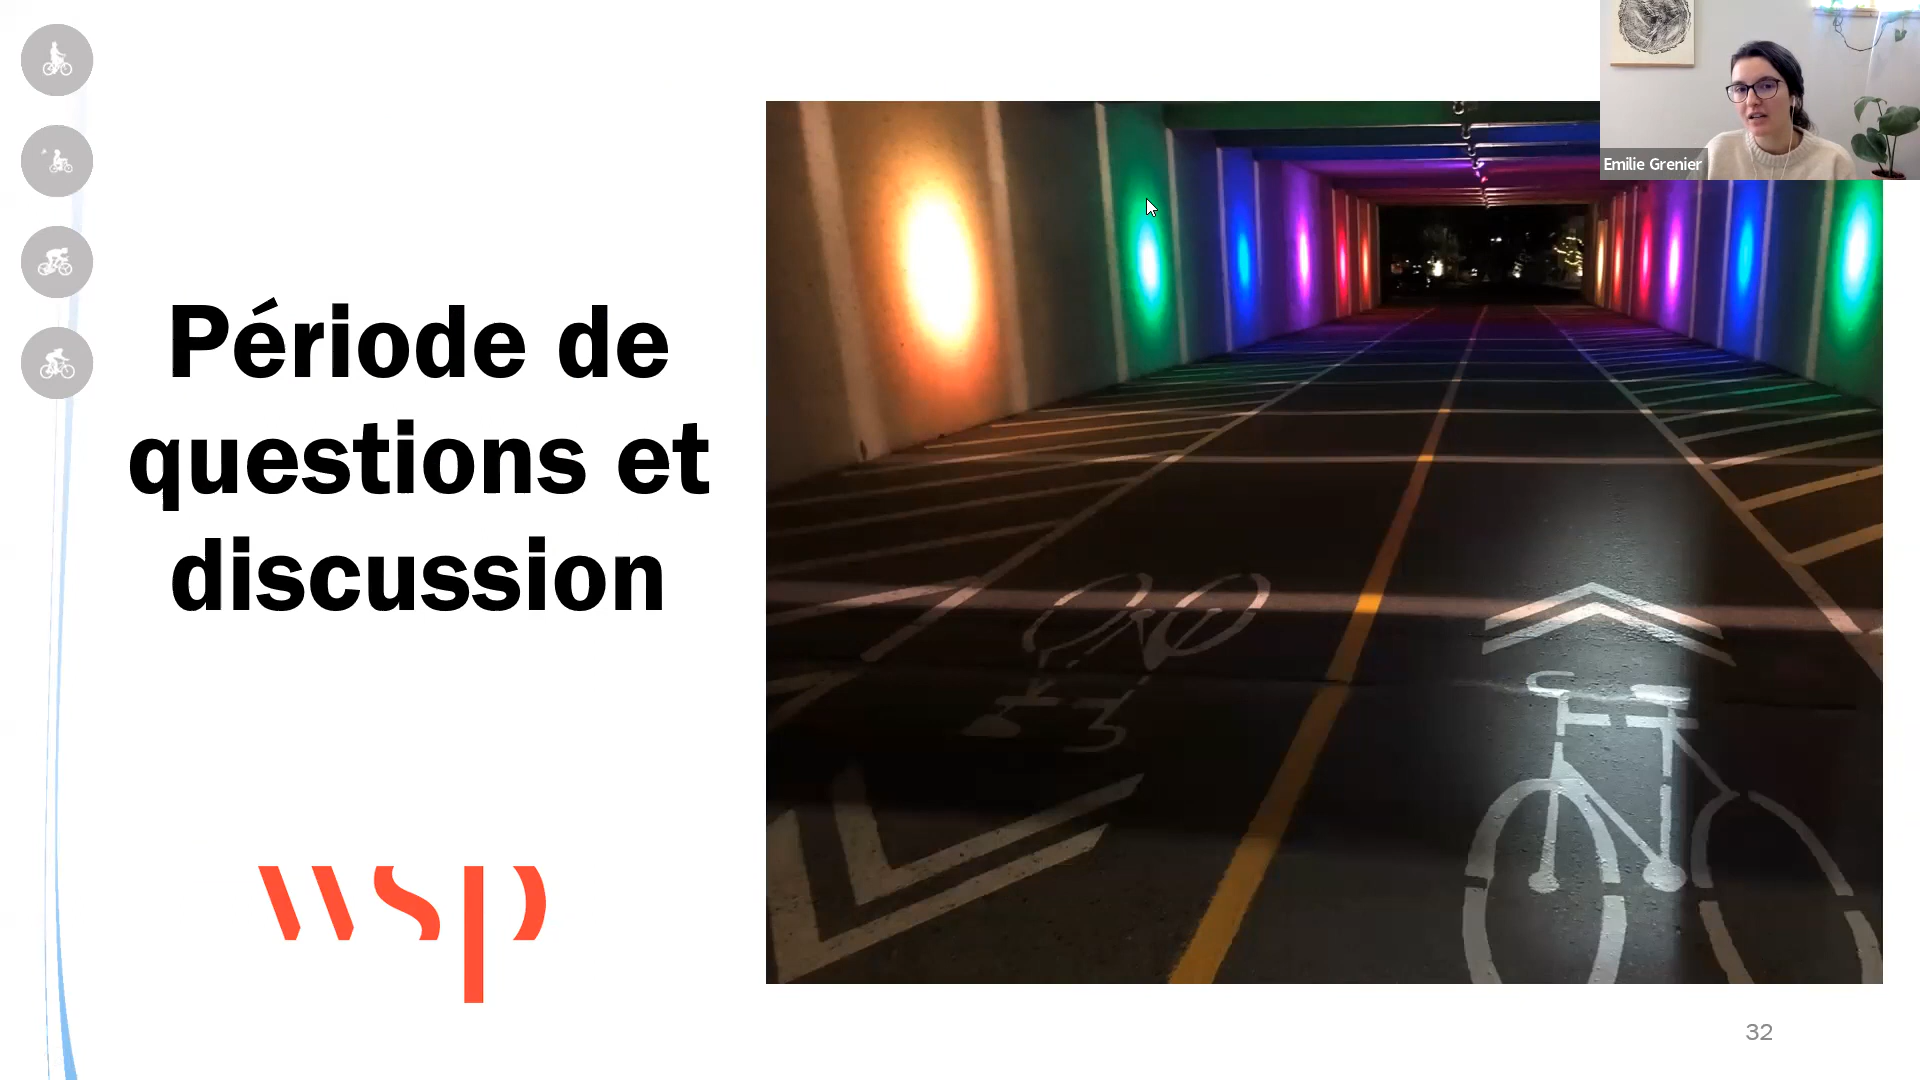 Emilie Grenier
Période de
questions et
discussion
wsp
32